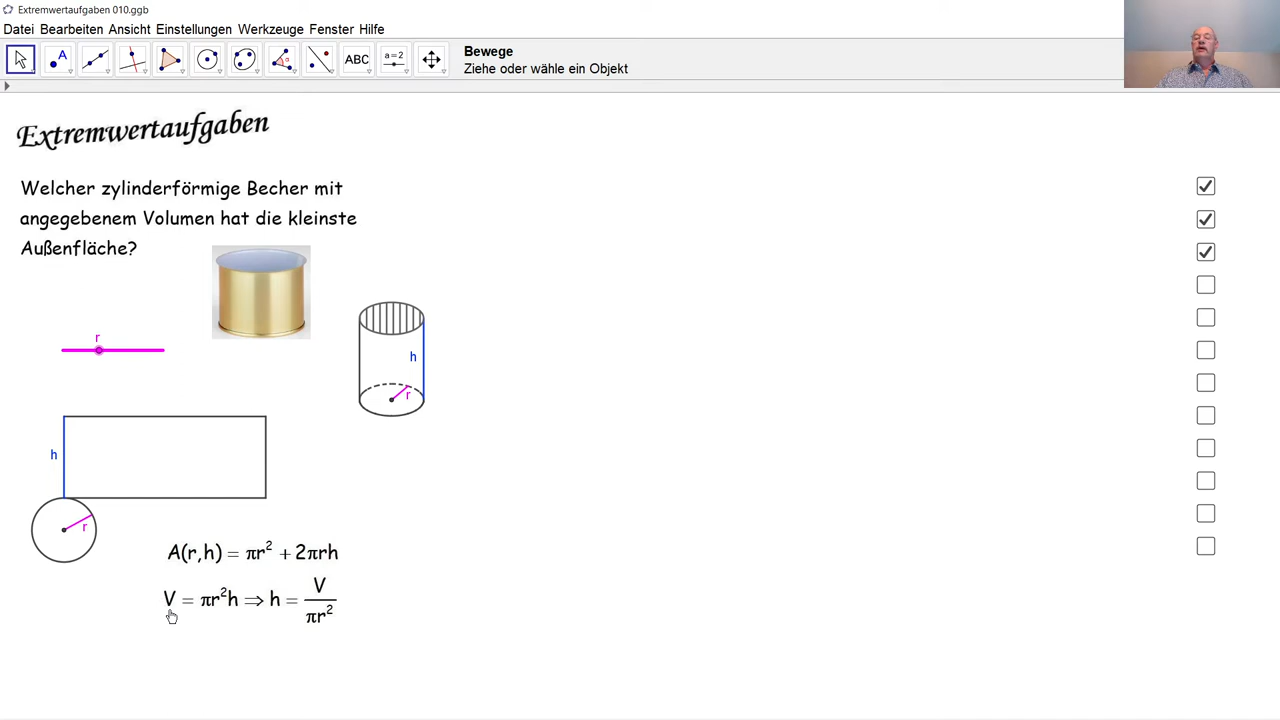 Extremwertaufgaben 010.ggb
Datei Bearbeiten Ansicht Einstellungen Werkzeuge Fenster Hilfe
A
ABC
a=2
Bewege
Ziehe oder wähle ein Objekt
Extremwertaufgaben
Welcher zylinderförmige Becher mit
angegebenem Volumen hat die kleinste
Außenfläche?
r
h
r
h
r
A(r,h) = πr² + 2πrh
V = πr²h ⇒ h = V/πr²